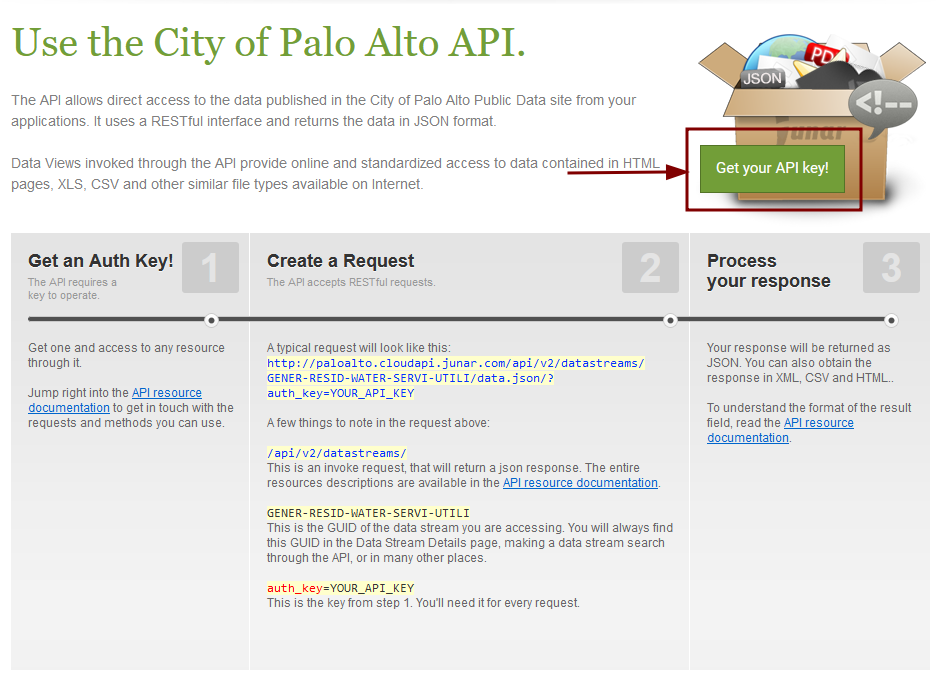 Use the City of Palo Alto API.
The API allows direct access to the data published in the City of Palo Alto Public Data site from your
applications. It uses a RESTful interface and returns the data in JSON format.
Data Views invoked through the API provide online and standardized access to data contained in HTML
pages, XLS, CSV and other similar file types available on Internet.
JSON
<!--
junar
Get your API key!
Get an Auth Key!
The API requires a
key to operate.
1
Get one and access to any resource
through it.
Jump right into the API resource
documentation to get in touch with the
requests and methods you can use.
Create a Request
The API accepts RESTful requests.
2
A typical request will look like this:
http://paloalto.cloudapi.junar.com/api/v2/datastreams/
GENER-RESID-WATER-SERVI-UTILI/data.json/?
auth_key=YOUR_API_KEY
A few things to note in the request above:
/api/v2/datastreams/
This is an invoke request, that will return a json response. The entire
resources descriptions are available in the API resource documentation.
GENER-RESID-WATER-SERVI-UTILI
This is the GUID of the data stream you are accessing. You will always find
this GUID in the Data Stream Details page, making a data stream search
through the API, or in many other places.
auth_key=YOUR_API_KEY
This is the key from step 1. You'll need it for every request.
Process
your response
3
Your response will be returned as
JSON. You can also obtain the
response in XML, CSV and HTML..
To understand the format of the result
field, read the API resource
documentation.